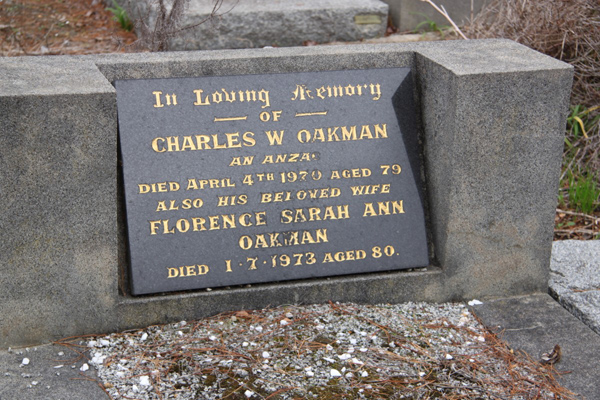 In Loving Memory
OF
CHARLES W OAKMAN
AN ANZAC
DIED APRIL 4TH 1970 AGED 79
ALSO HIS BELOVED WIFE
FLORENCE SARAH ANN
OAKMAN
DIED 1·7·1973 AGED 80.